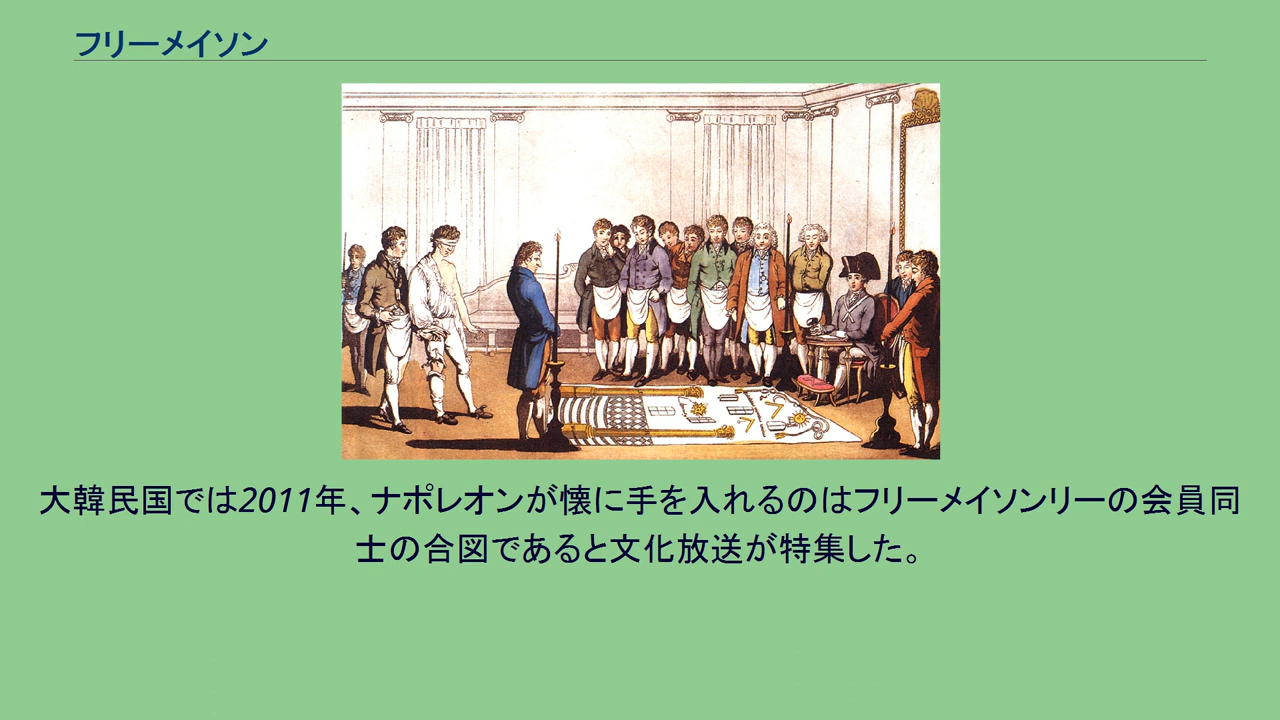 フリーメイソン
大韓民国では2011年、ナポレオンが懐に手を入れるのはフリーメイソンリーの会員同
士の合図であると文化放送が特集した。